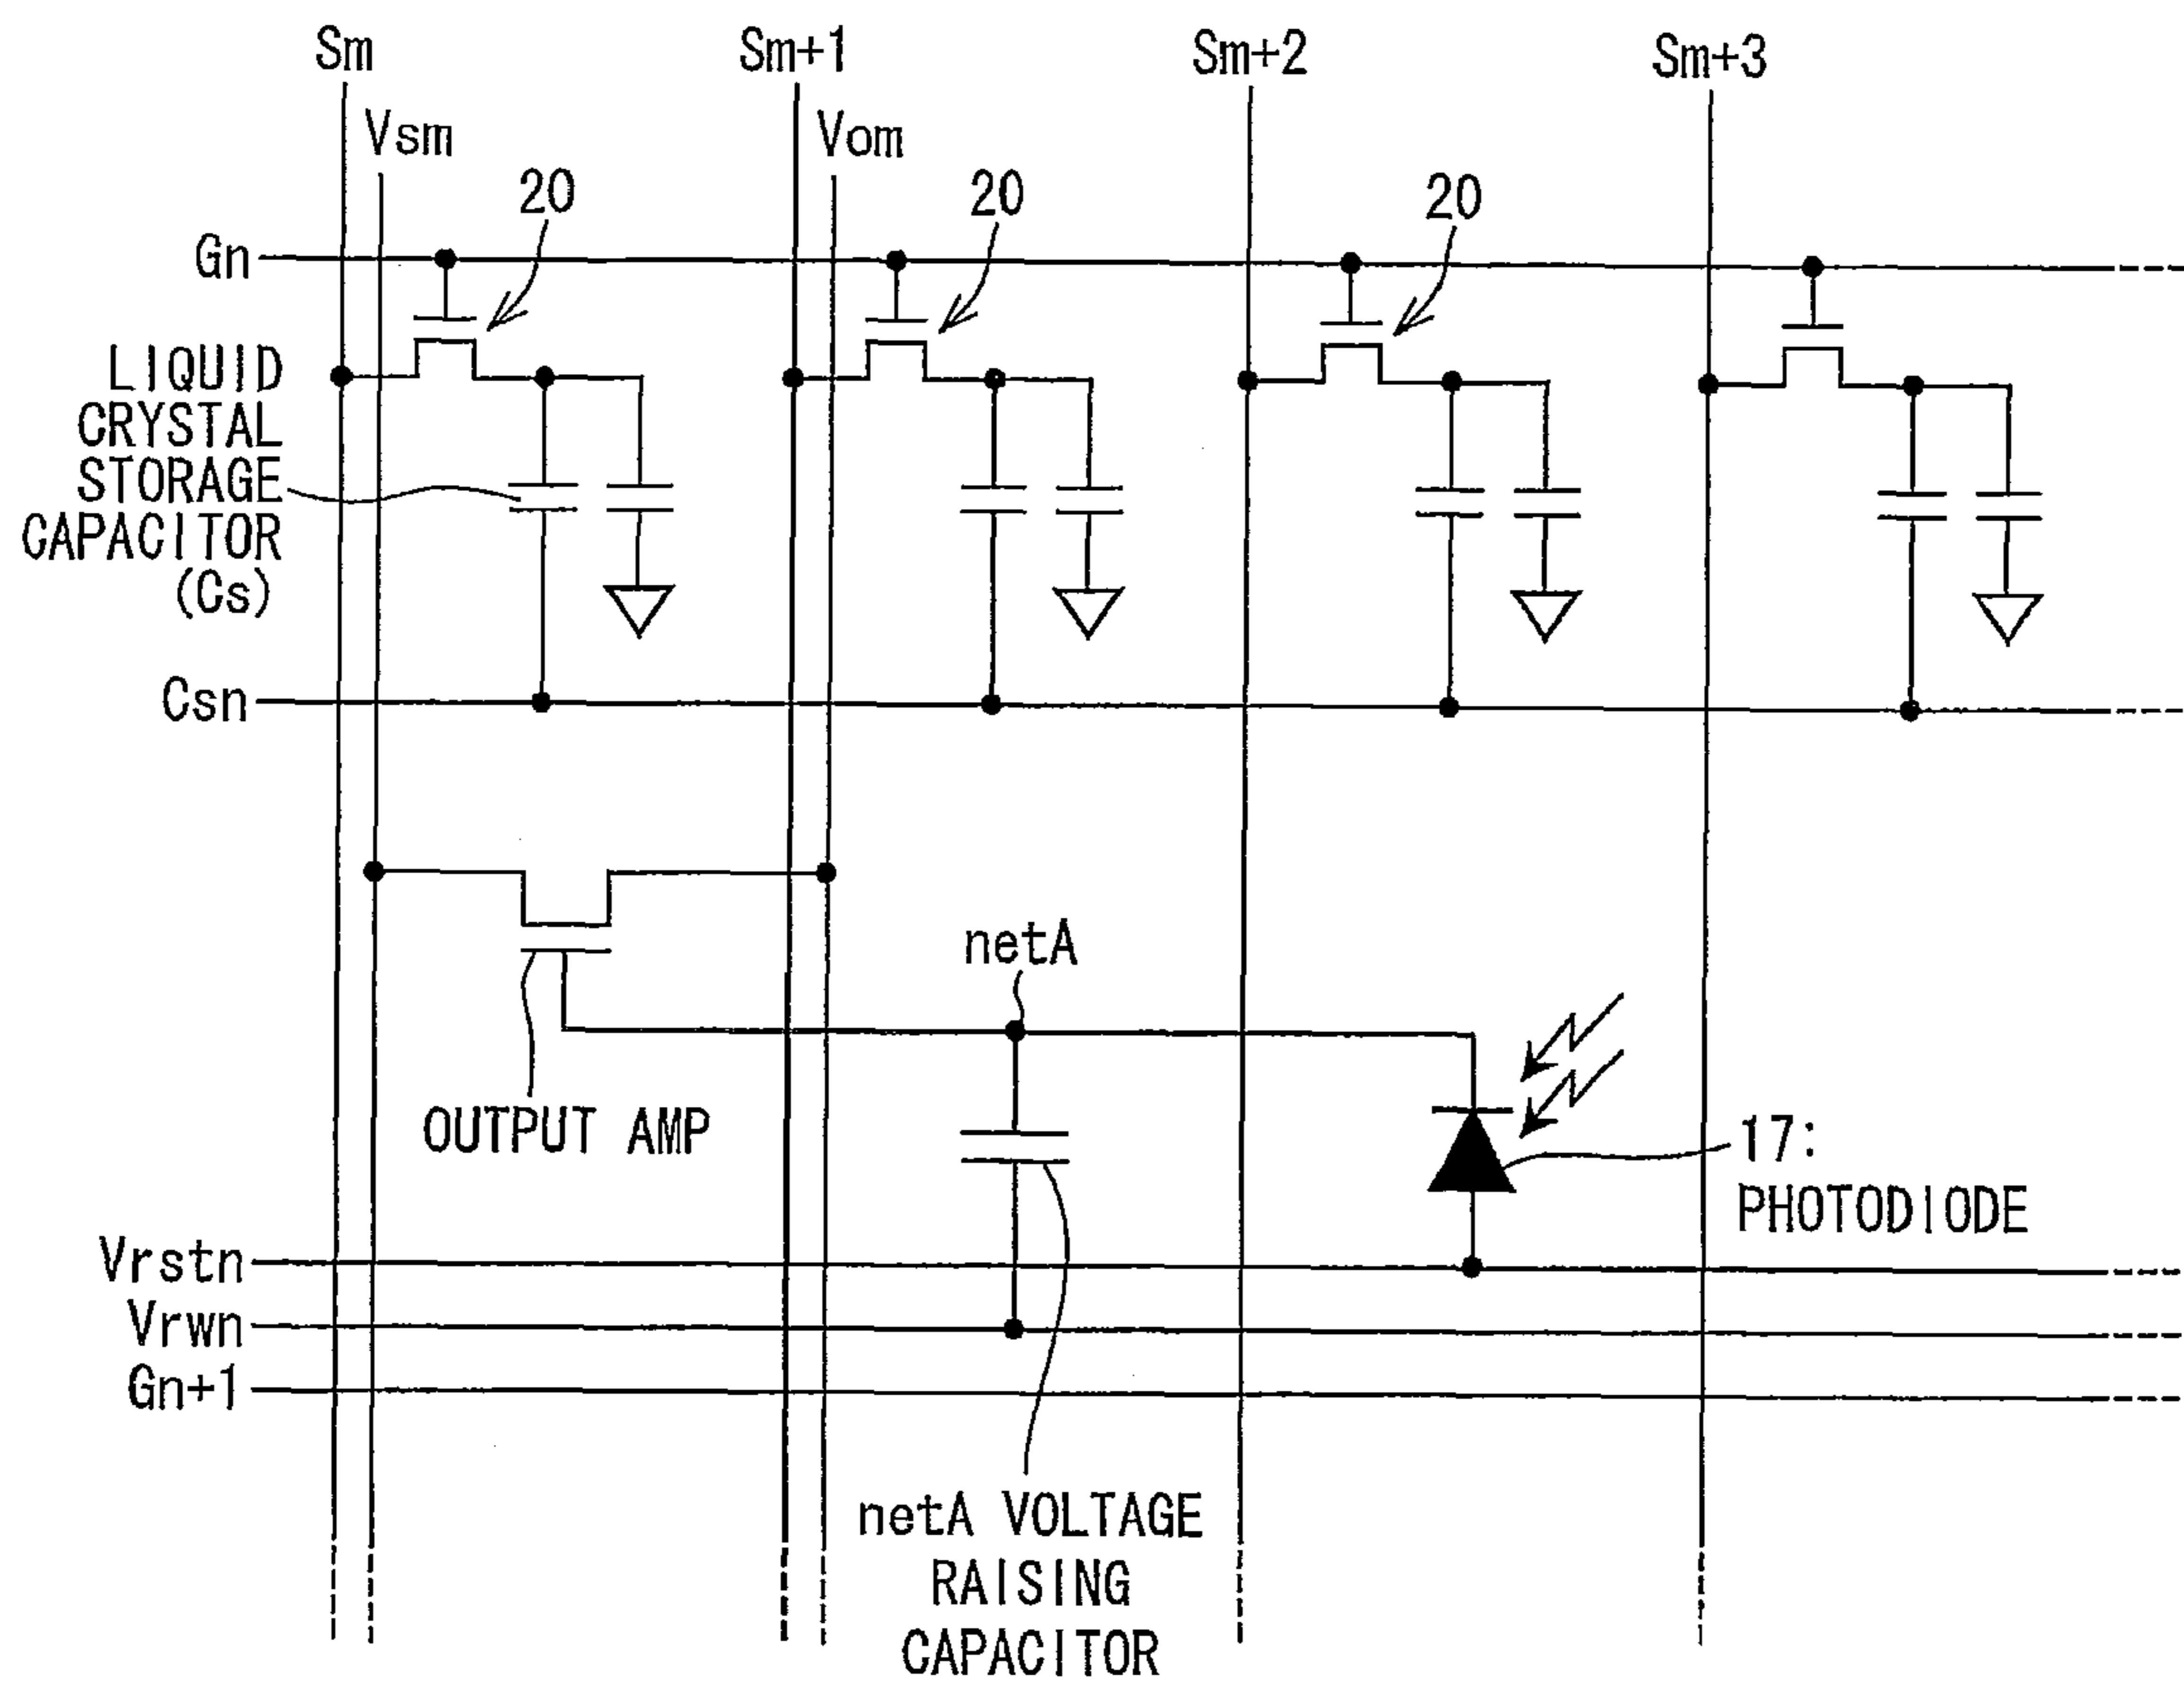 Sm
Sm+1
Sm+2
Sm+3
Vsm
Vom
20
20
20
Gn
LIQUID
CRYSTAL
STORAGE
CAPACITOR
(Cs)
Csn
netA
OUTPUT AMP
17:
PHOTODIODE
Vrstn
Vrwn
Gn+1
netA VOLTAGE
RAISING
CAPACITOR